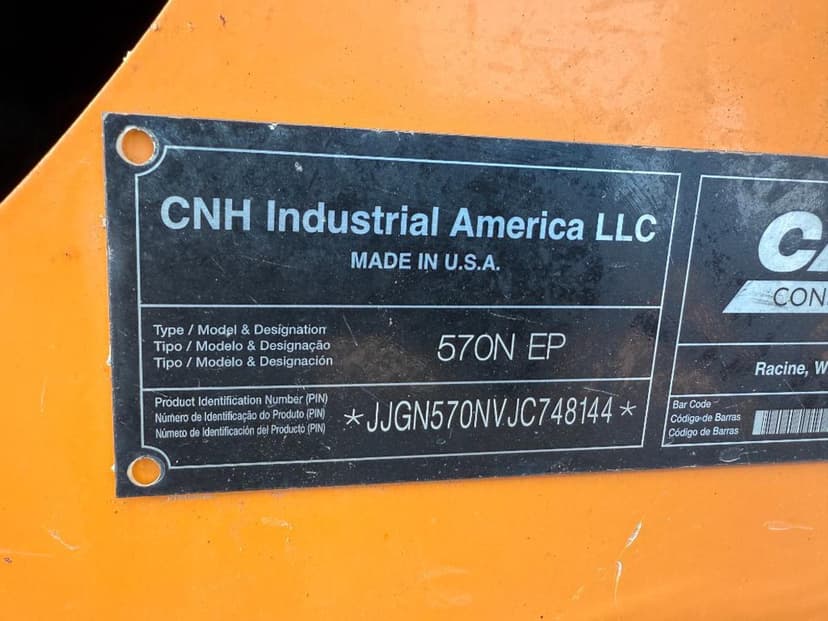 CNH Industrial America LLC
MADE IN U.S.A.
Type / Model & Designation
Tipo / Modelo & Designação
Tipo / Modelo & Designación
570N EP
Product Identification Number (PIN)
Número de Identificação do Produto (PIN)
Número de Identificación del Producto (PIN)
*JJGN570NVJC748144*
CON
Racine, W
Bar Code
Código de Barras
Código de Barras